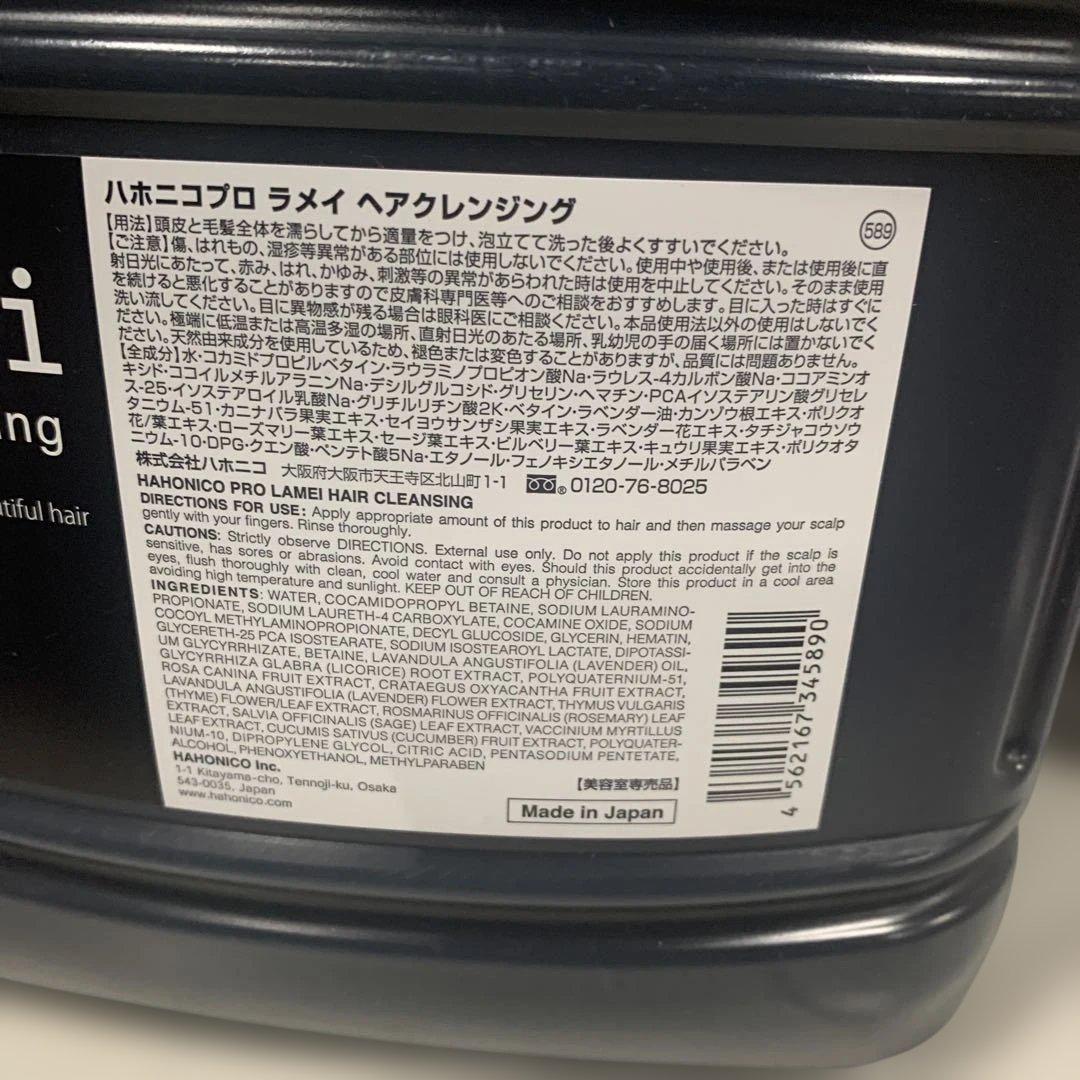 i
ng
tiful hair
ハホニコプロ ラメイ ヘアクレンジング
589
【用法】頭皮と毛髪全体を濡らしてから適量をつけ、泡立てて洗った後よくすすいでください。
【ご注意】傷、はれもの、湿疹等異常がある部位には使用しないでください。使用中や使用後、または使用後に直
射日光にあたって、赤み、はれ、かゆみ、刺激等の異常があらわれた時は使用を中止してください。そのまま使用
を続けると悪化することがありますので皮膚科専門医等へのご相談をおすすめします。目に入った時はすぐに
洗い流してください。目に異物感が残る場合は眼科医にご相談ください。本品使用法以外の使用はしないでく
ださい。極端に低温または高温多湿の場所、直射日光のあたる場所、乳幼児の手の届く場所には置かないでく
ださい。天然由来成分を使用しているため、褪色または変色することがありますが、品質には問題ありません。
【全成分】水・コカミドプロピルベタイン・ラウラミノプロピオン酸Na・ラウレス-4カルボン酸Na・ココアミンオ
キシド・ココイルメチルアラニンNa・デシルグルコシド・グリセリン・ヘマチン・PCAイソステアリン酸グリセレ
ス-25・イソステアロイル乳酸Na・グリチルリチン酸2K・ベタイン・ラベンダー油・カンゾウ根エキス・ポリクオ
タニウム-51・カニナバラ果実エキス・セイヨウサンザシ果実エキス・ラベンダー花エキス・タチジャコウソウ
花/葉エキス・ローズマリー葉エキス・セージ葉エキス・ビルベリー葉エキス・キュウリ果実エキス・ポリクオタ
ニウム-10・DPG・クエン酸・ペンテト酸5Na・エタノール・フェノキシエタノール・メチルパラベン
株式会社ハホニコ 大阪府大阪市天王寺区北山町1-1 ® 0120-76-8025
HAHONICO PRO LAMEI HAIR CLEANSING
DIRECTIONS FOR USE: Apply appropriate amount of this product to hair and then massage your scalp
gently with your fingers. Rinse thoroughly.
CAUTIONS: Strictly observe DIRECTIONS. External use only. Do not apply this product if the scalp is
sensitive, has sores or abrasions. Avoid contact with eyes. Should this product accidentally get into the
eyes, flush thoroughly with clean, cool water and consult a physician. Store this product in a cool area
avoiding high temperature and sunlight. KEEP OUT OF REACH OF CHILDREN.
INGREDIENTS: WATER, COCAMIDOPROPYL BETAINE, SODIUM LAURAMINO-
PROPIONATE, SODIUM LAURETH-4 CARBOXYLATE, COCAMINE OXIDE, SODIUM
COCOYL METHYLAMINOPROPIONATE, DECYL GLUCOSIDE, GLYCERIN, HEMATIN,
GLYCERETH-25 PCA ISOSTEARATE, SODIUM ISOSTEAROYL LACTATE, DIPOTASSI-
UM GLYCYRRHIZATE, BETAINE, LAVANDULA ANGUSTIFOLIA (LAVENDER) OIL,
GLYCYRRHIZA GLABRA (LICORICE) ROOT EXTRACT, POLYQUATERNIUM-51,
ROSA CANINA FRUIT EXTRACT, CRATAEGUS OXYACANTHA FRUIT EXTRACT,
LAVANDULA ANGUSTIFOLIA (LAVENDER) FLOWER EXTRACT, THYMUS VULGARIS
(THYME) FLOWER/LEAF EXTRACT, ROSMARINUS OFFICINALIS (ROSEMARY) LEAF
EXTRACT, SALVIA OFFICINALIS (SAGE) LEAF EXTRACT, VACCINIUM MYRTILLUS
LEAF EXTRACT, CUCUMIS SATIVUS (CUCUMBER) FRUIT EXTRACT, POLYQUATER-
NIUM-10, DIPROPYLENE GLYCOL, CITRIC ACID, PENTASODIUM PENTETATE,
ALCOHOL, PHENOXYETHANOL, METHYLPARABEN
HAHONICO Inc.
1-1 Kitayama-cho, Tennoji-ku, Osaka
543-0035, Japan
www.hahonico.com
【美容室専売品】
Made in Japan
4 562167 345890